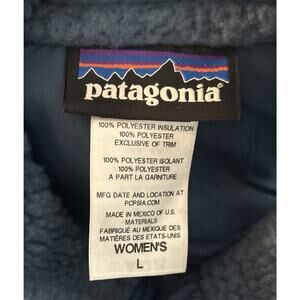 patagonia®
100% POLYESTER INSULATION
100% POLYESTER
EXCLUSIVE OF TRIM
100% POLYESTER ISOLANT
100% POLYESTER
A PART LA GARNITURE
MFG DATE AND LOCATION AT
PCPSIA.COM
MADE IN MEXICO OF U.S.
MATERIALS
FABRIQUÉ AU MEXIQUE DES
MATIÈRES DES ETATS-UNIS
WOMEN'S
L